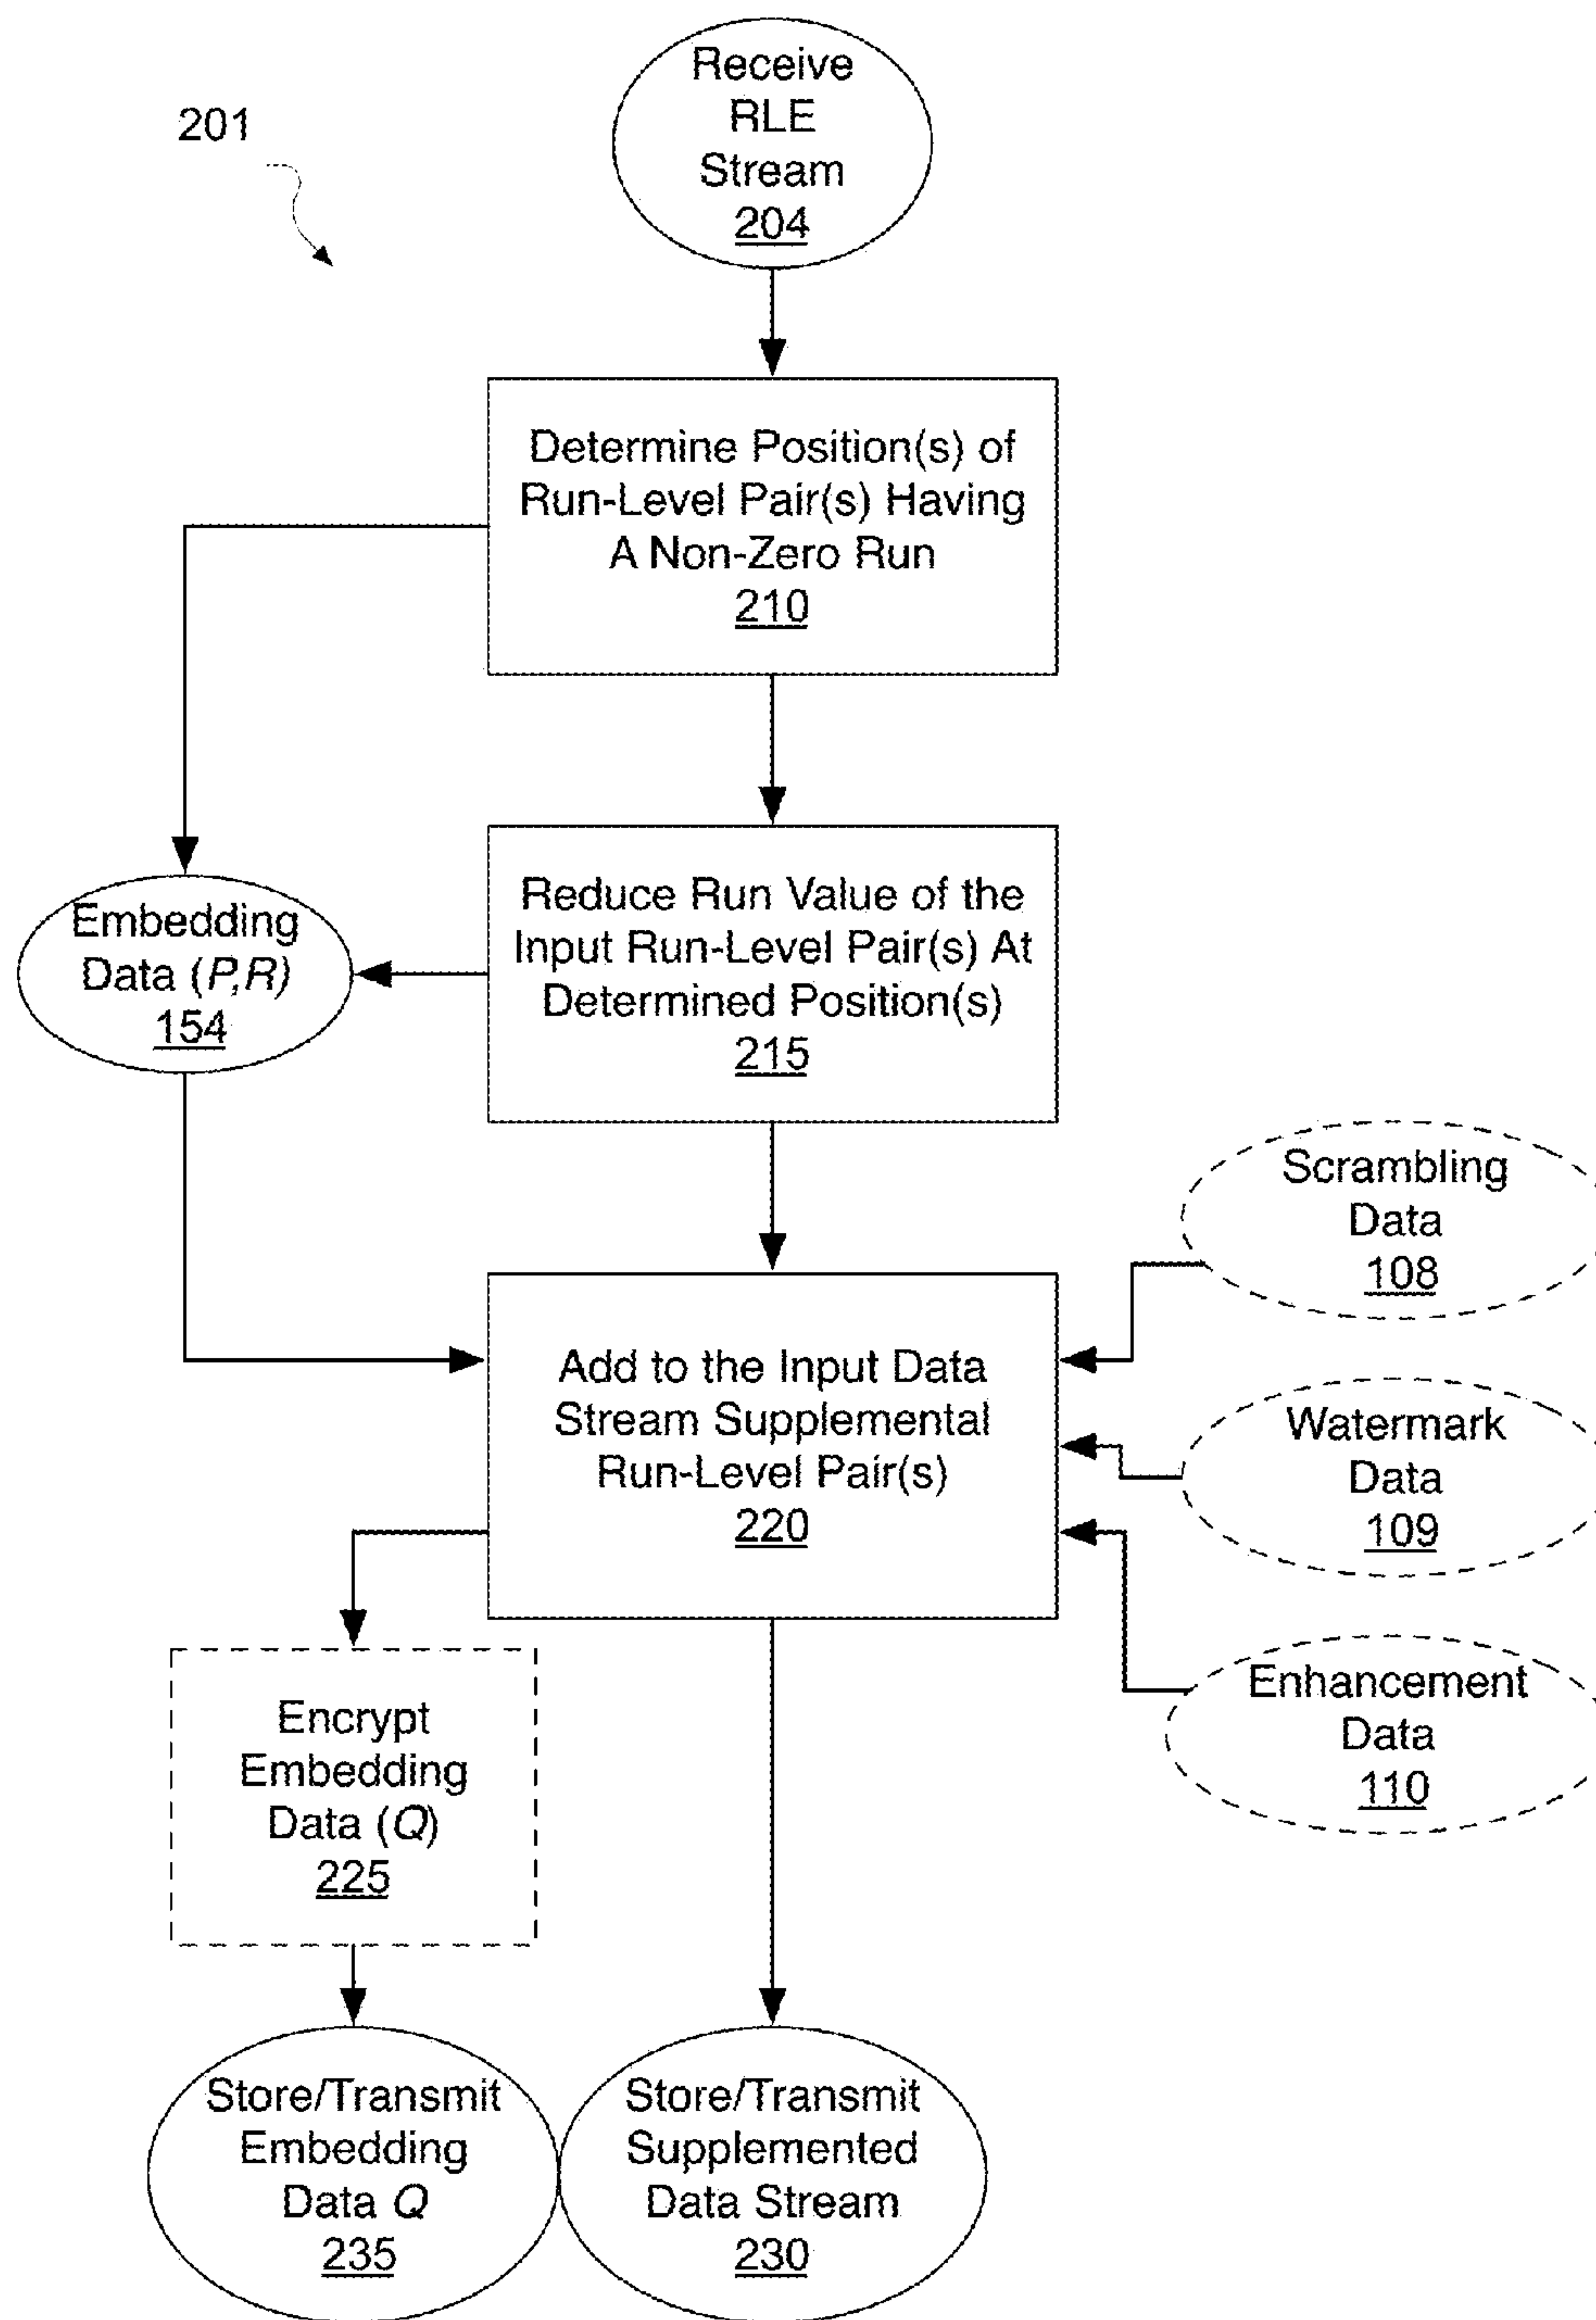 201
Receive
RLE
Stream
204
Determine Position(s) of
Run-Level Pair(s) Having
A Non-Zero Run
210
Embedding
Data (P,R)
154
Reduce Run Value of the
Input Run-Level Pair(s) At
Determined Position(s)
215
Scrambling
Data
108
Add to the Input Data
Stream Supplemental
Run-Level Pair(s)
220
Watermark
Data
109
Enhancement
Data
110
Encrypt
Embedding
Data (Q)
225
Store/Transmit
Embedding
Data Q
235
Store/Transmit
Supplemented
Data Stream
230